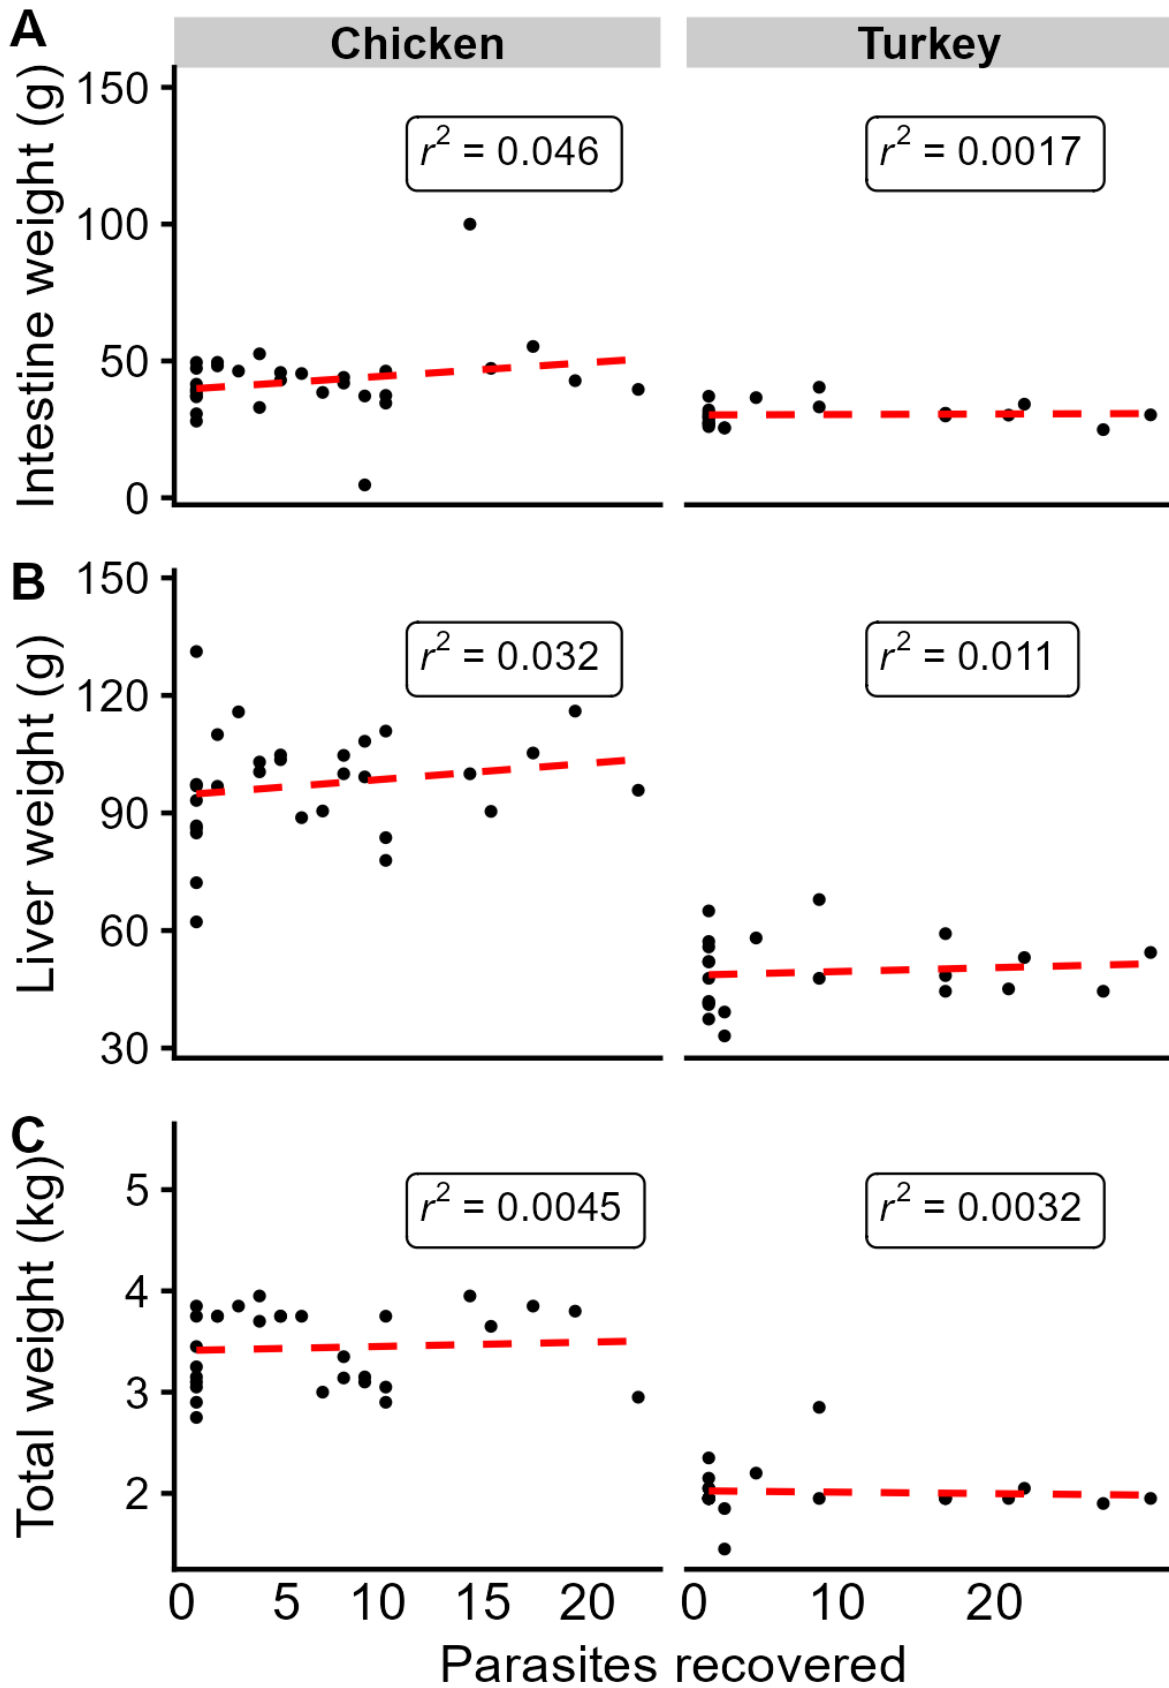 A
Chicken
Turkey
Intestine weight (g)
150
100
50
0
r² = 0.046
r² = 0.0017
B
Liver weight (g)
150
120
90
60
30
r² = 0.032
r² = 0.011
C
Total weight (kg)
5
4
3
2
r² = 0.0045
r² = 0.0032
0 5 10 15 20
0 10 20
Parasites recovered